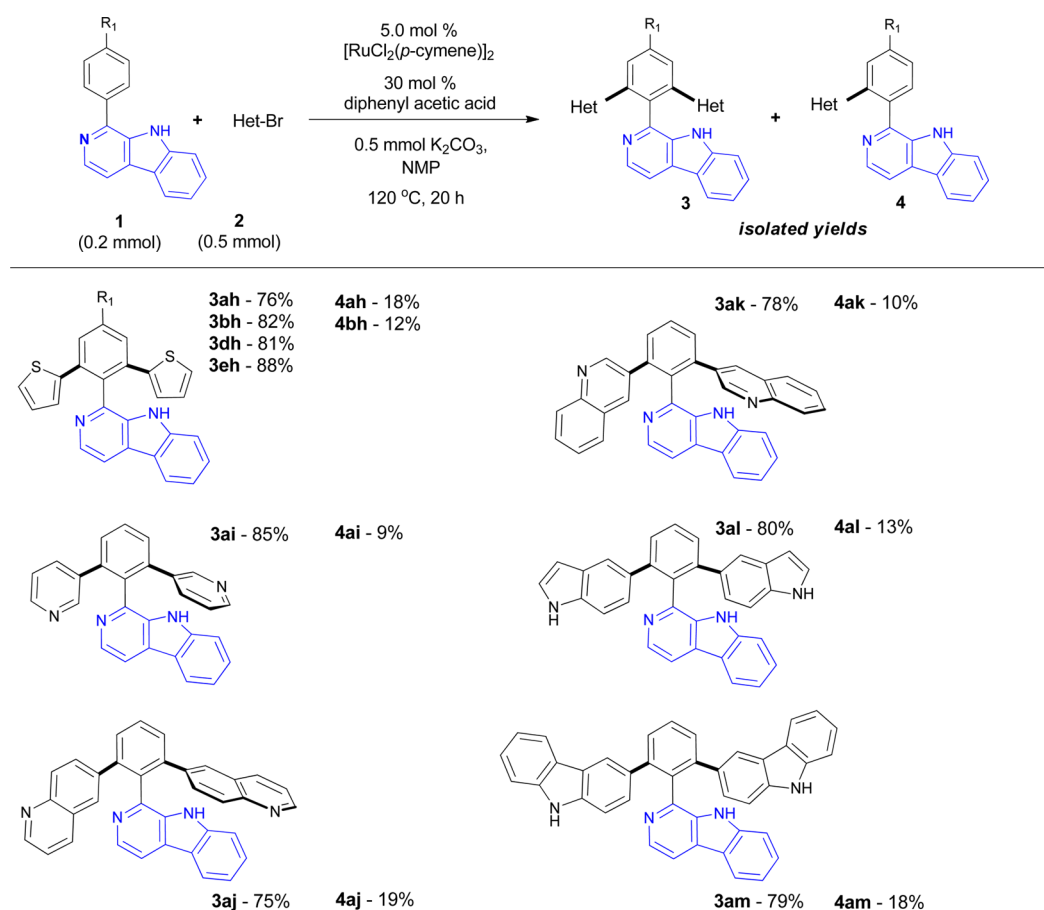 R1
5.0 mol %
[RuCl2(p-cymene)]2
30 mol %
diphenyl acetic acid
0.5 mmol K2CO3,
NMP
120 °C, 20 h
N
NH
+
Het-Br
1
(0.2 mmol)
2
(0.5 mmol)
R1
Het
Het
N
NH
3
+
R1
Het
N
NH
4
isolated yields
R1
3ah - 76% 4ah - 18%
3bh - 82% 4bh - 12%
3dh - 81%
3eh - 88%
S
S
N
NH
3ak - 78% 4ak - 10%
N
N
N
NH
3ai - 85% 4ai - 9%
N
N
N
NH
3al - 80% 4al - 13%
N
H
NH
N
NH
N
N
N
NH
3aj - 75% 4aj - 19%
N
H
NH
N
NH
3am - 79% 4am - 18%